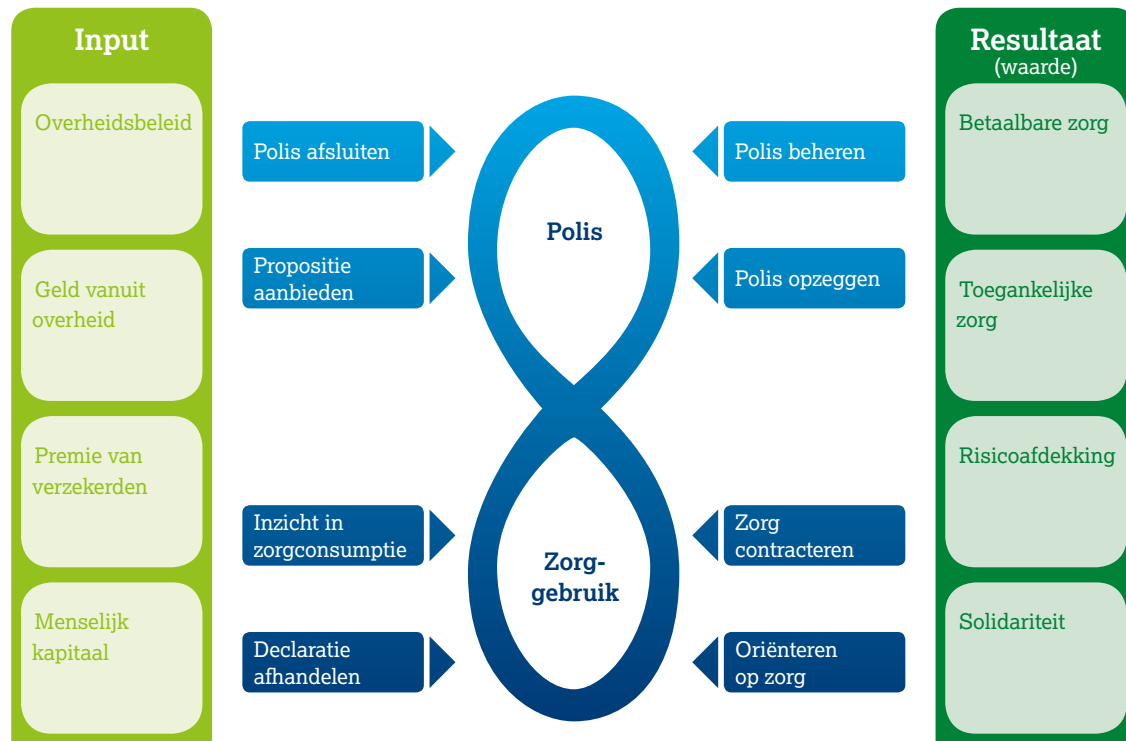 Input
Overheidsbeleid
Geld vanuit
overheid
Premie van
verzekerden
Menselijk
kapitaal
Polis afsluiten
Propositie
aanbieden
Inzicht in
zorgconsumptie
Declaratie
afhandelen
Polis
Zorg-
gebruik
Polis beheren
Polis opzeggen
Zorg
contracteren
Oriënteren
op zorg
Resultaat
(waarde)
Betaalbare zorg
Toegankelijke
zorg
Risicoafdekking
Solidariteit